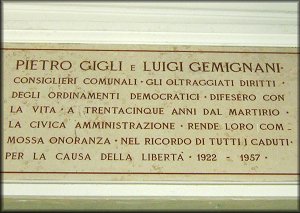 PIETRO GIGLI E LUIGI GEMIGNANI·
CONSIGLIERI COMUNALI · GLI OLTRAGGIATI DIRITTI
DEGLI ORDINAMENTI DEMOCRATICI · DIFESERO CON
LA VITA · A TRENTACINQUE ANNI DAL MARTIRIO ·
LA CIVICA AMMINISTRAZIONE · RENDE LORO COM=
MOSSA ONORANZA · NEL RICORDO DI TUTTI I CADUTI·
PER LA CAUSA DELLA LIBERTÀ · 1922 - 1957 ·